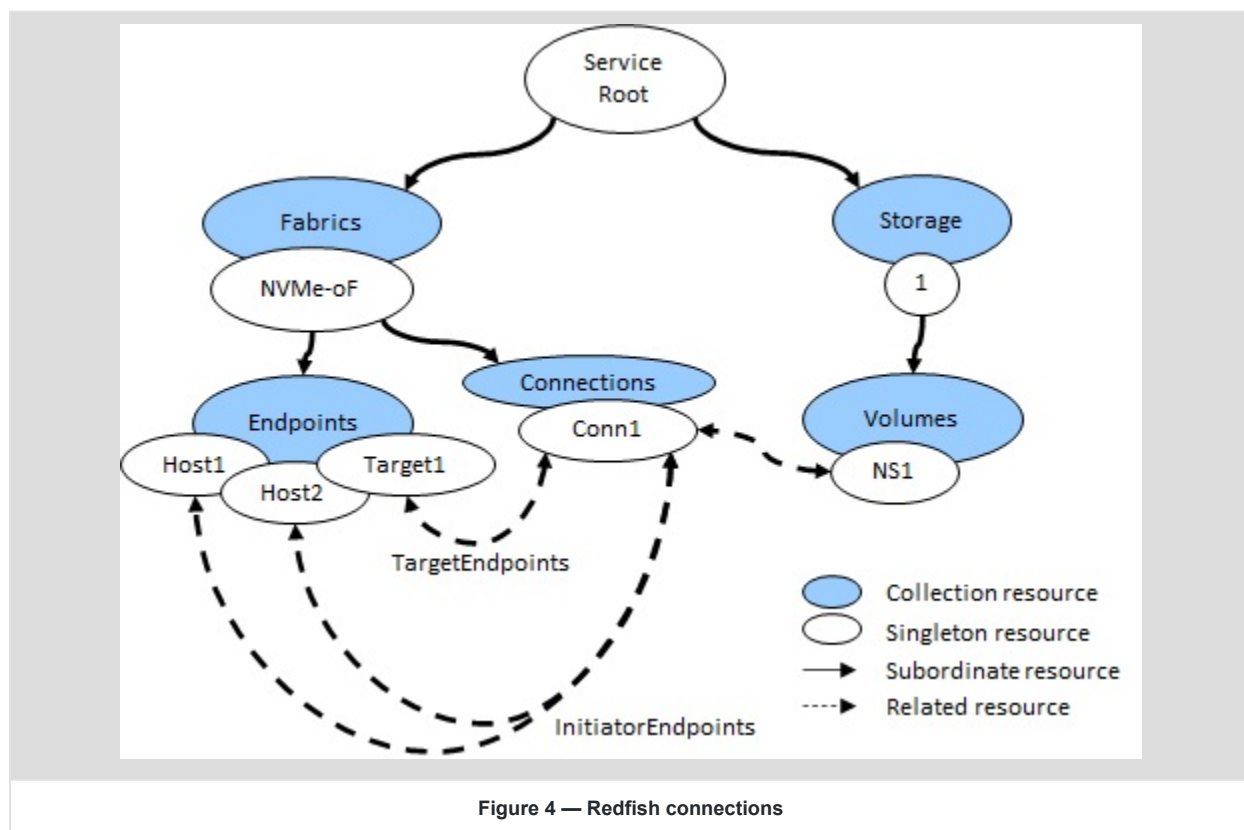 Service
Root
Fabrics
Storage
NVMe-oF
1
Connections
Endpoints
Volumes
Conn1
Host1
Target1
NS1
Host2
TargetEndpoints
Collection resource
Singleton resource
Subordinate resource
Related resource
InitiatorEndpoints
Figure 4 — Redfish connections